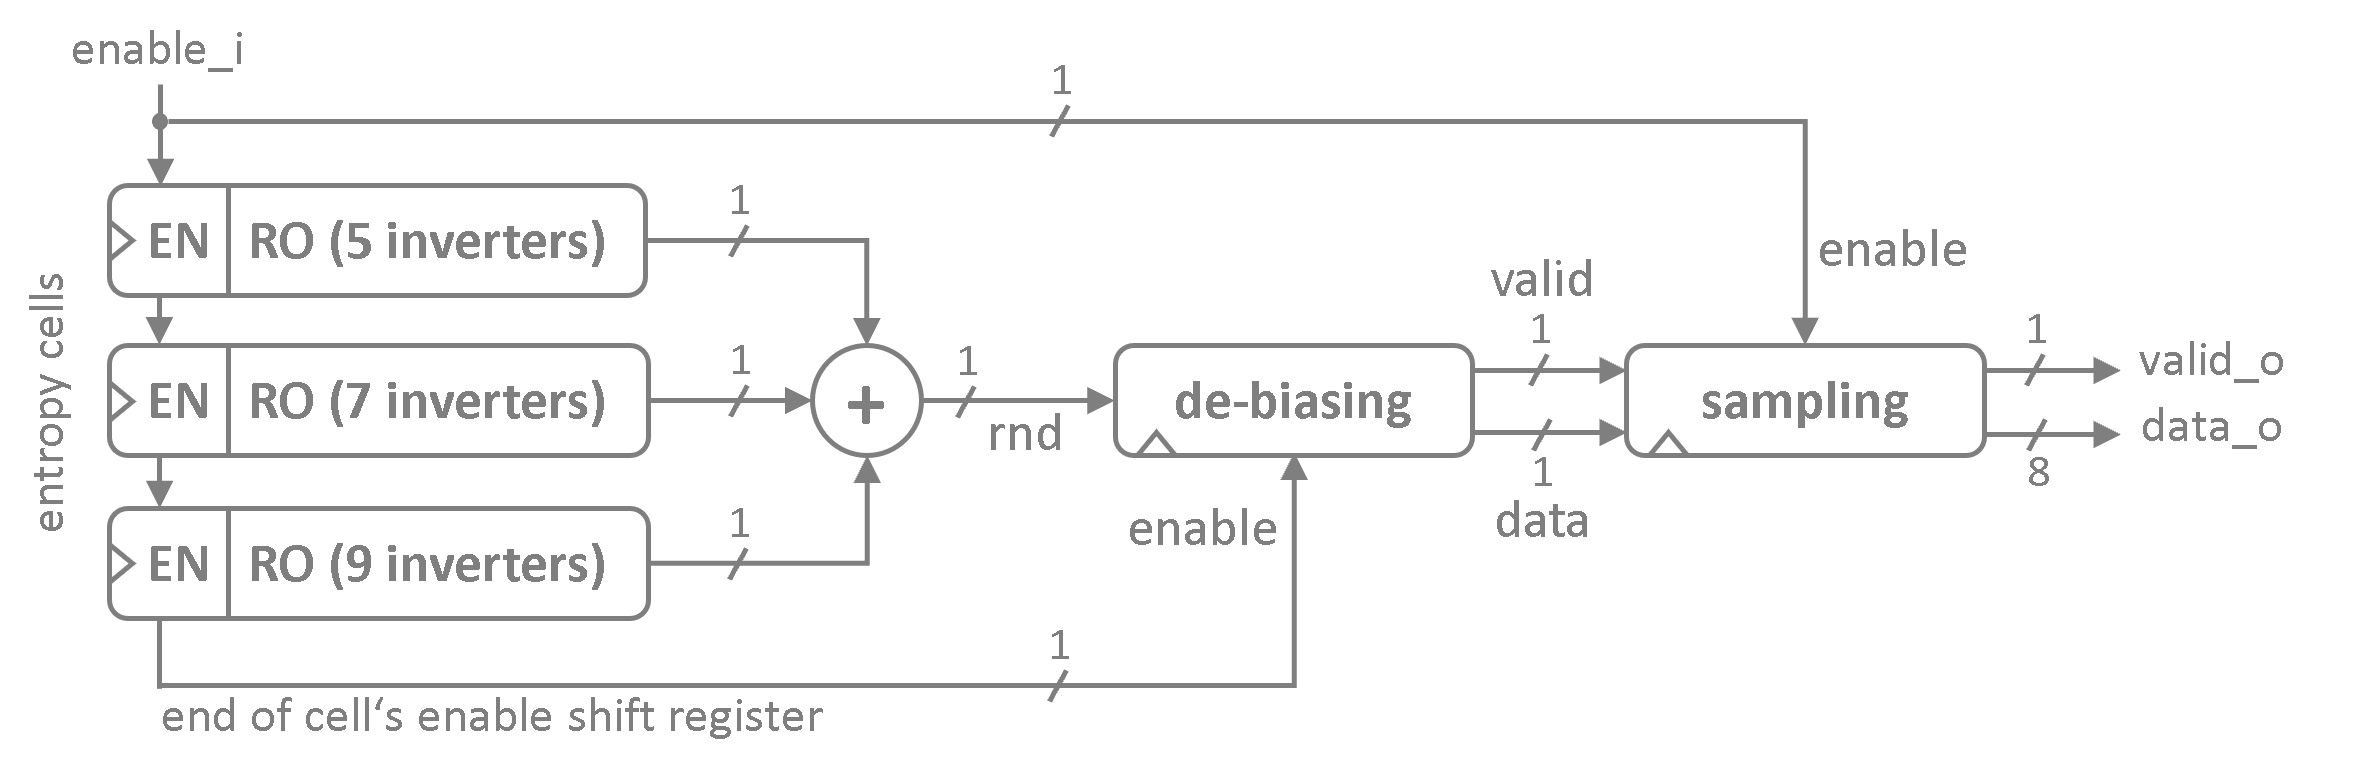 enable_i
1
EN RO (5 inverters)
1
enable
entropy cells
EN RO (7 inverters)
1
+
1
rnd
de-biasing
valid
1
1
data
sampling
1
valid_o
data_o
8
EN RO (9 inverters)
1
enable
1
end of cell‘s enable shift register